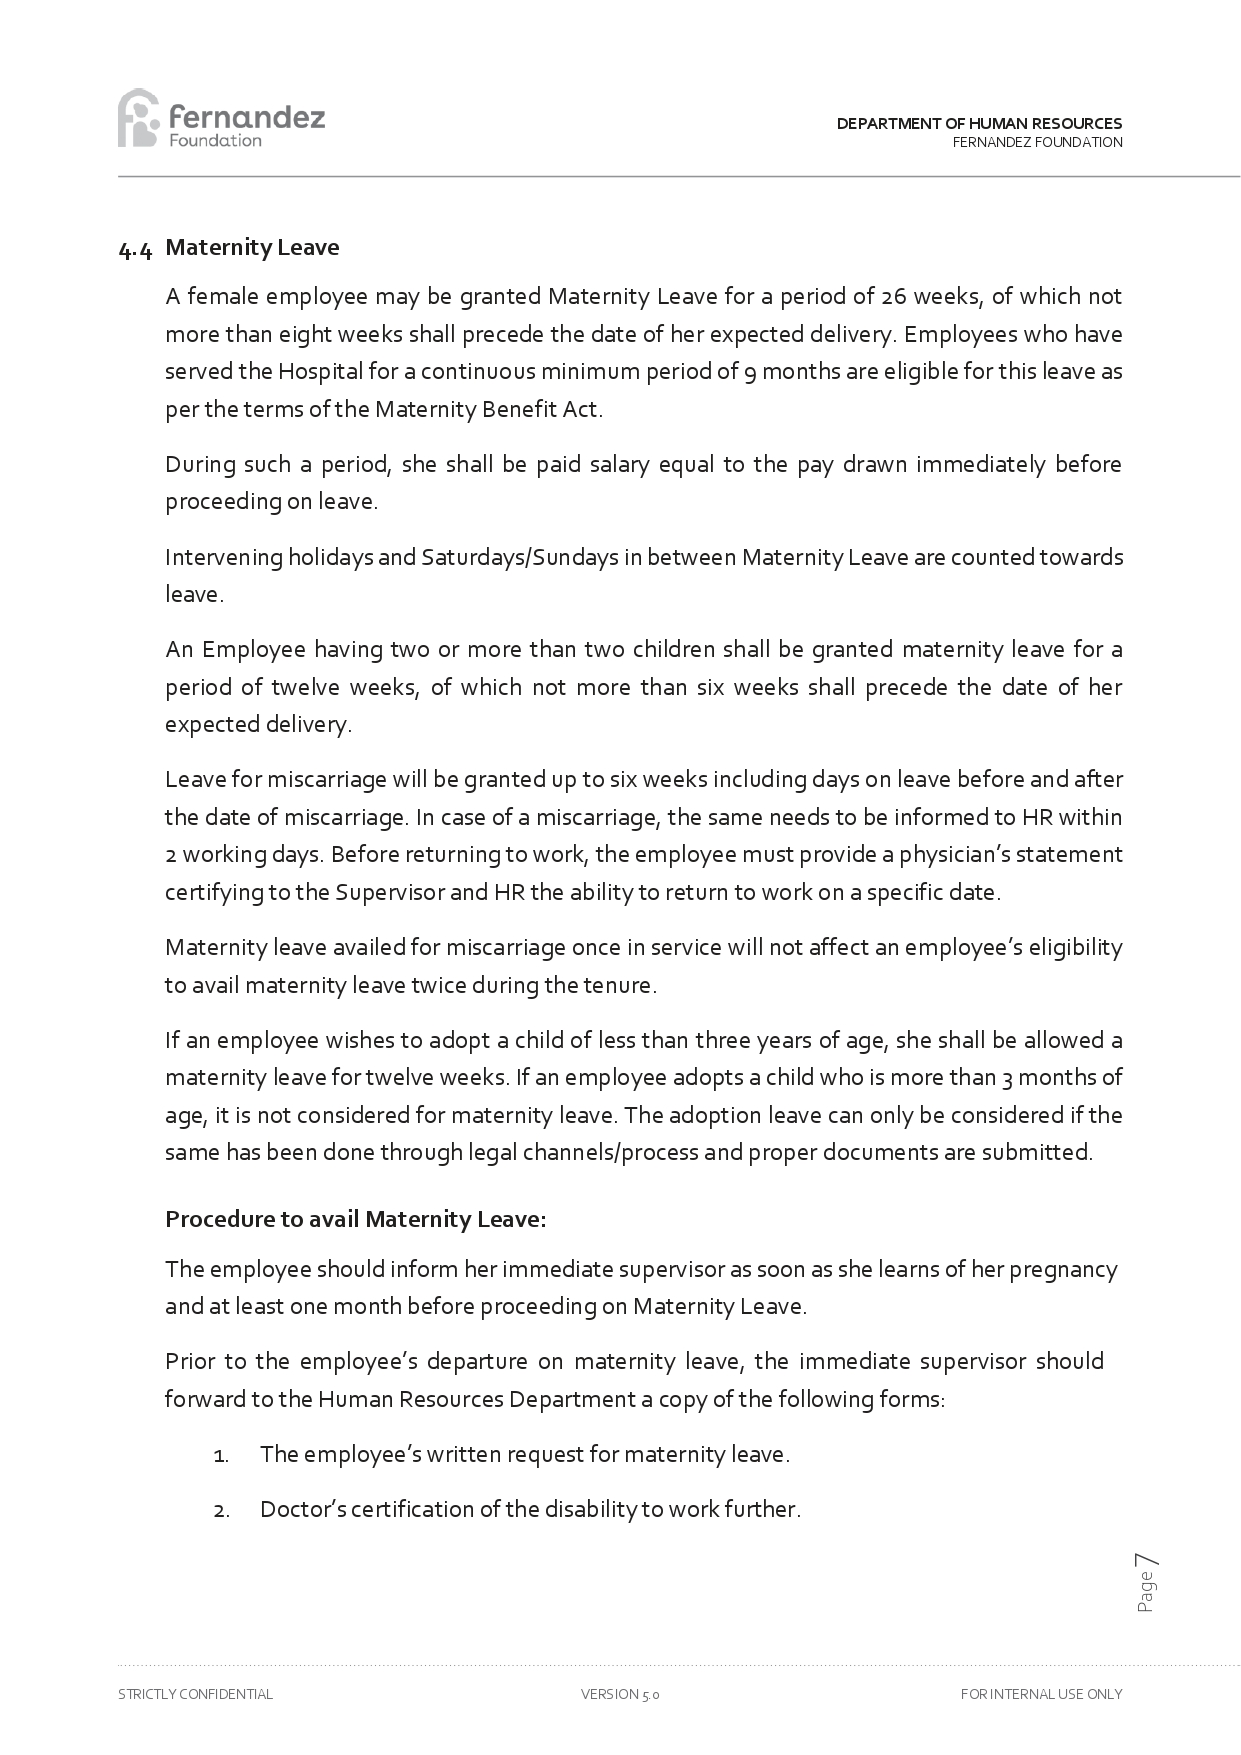 fernandez
Foundation
DEPARTMENT OF HUMAN RESOURCES
FERNANDEZ FOUNDATION
4.4 Maternity Leave
A female employee may be granted Maternity Leave for a period of 26 weeks, of which not
more than eight weeks shall precede the date of her expected delivery. Employees who have
served the Hospital for a continuous minimum period of 9 months are eligible for this leave as
per the terms of the Maternity Benefit Act.
During such a period, she shall be paid salary equal to the pay drawn immediately before
proceeding on leave.
Intervening holidays and Saturdays/Sundays in between Maternity Leave are counted towards
leave.
An Employee having two or more than two children shall be granted maternity leave for a
period of twelve weeks, of which not more than six weeks shall precede the date of her
expected delivery.
Leave for miscarriage will be granted up to six weeks including days on leave before and after
the date of miscarriage. In case of a miscarriage, the same needs to be informed to HR within
2 working days. Before returning to work, the employee must provide a physician’s statement
certifying to the Supervisor and HR the ability to return to work on a specific date.
Maternity leave availed for miscarriage once in service will not affect an employee’s eligibility
to avail maternity leave twice during the tenure.
If an employee wishes to adopt a child of less than three years of age, she shall be allowed a
maternity leave for twelve weeks. If an employee adopts a child who is more than 3 months of
age, it is not considered for maternity leave. The adoption leave can only be considered if the
same has been done through legal channels/process and proper documents are submitted.
Procedure to avail Maternity Leave:
The employee should inform her immediate supervisor as soon as she learns of her pregnancy
and at least one month before proceeding on Maternity Leave.
Prior to the employee’s departure on maternity leave, the immediate supervisor should
forward to the Human Resources Department a copy of the following forms:
1. The employee’s written request for maternity leave.
2. Doctor’s certification of the disability to work further.
Page 7
STRICTLY CONFIDENTIAL
VERSION 5.0
FOR INTERNAL USE ONLY